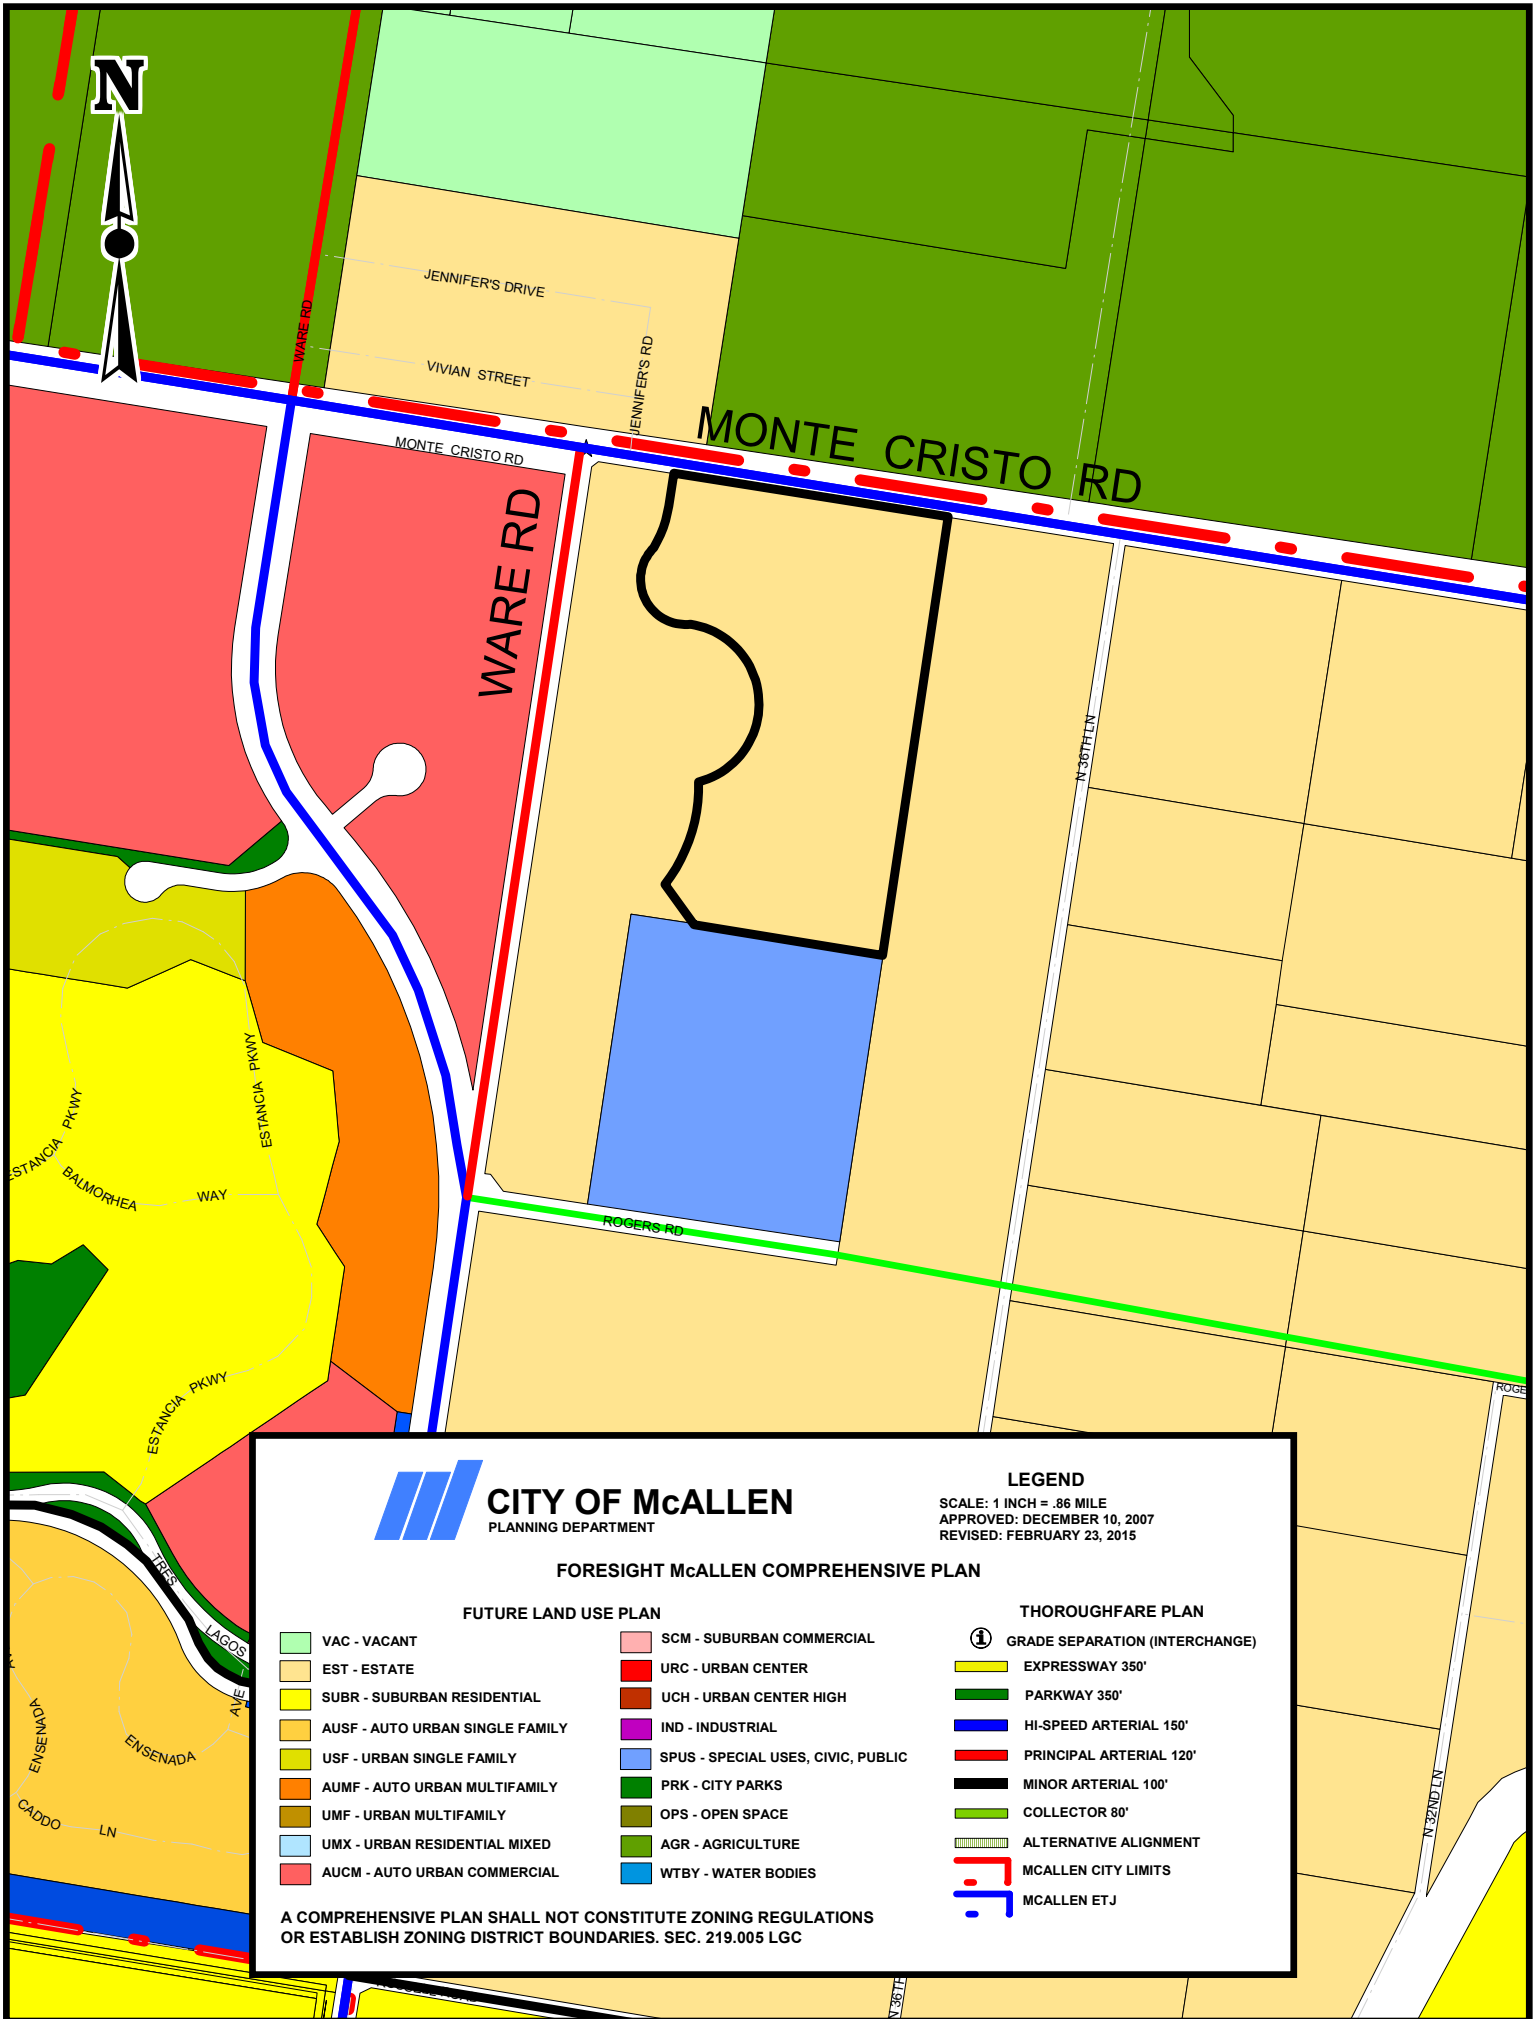 N
JENNIFER'S DRIVE
WARE RD
VIVIAN STREET
JENNIFER'S RD
MONTE CRISTO RD
MONTE CRISTO RD
WARE RD
N 36TH LN
ESTANCIA PKWY
ESTANCIA PKWY
ESTANCIA PKWY
BALMORHEA WAY
ROGERS RD
ESTANCIA PKWY
ROGE
TRES LAGOS
AVE
ENSENADA
ENSENADA
CADDO LN
N 32ND LN
N 36TH
CITY OF McALLEN
PLANNING DEPARTMENT
LEGEND
SCALE: 1 INCH = .86 MILE
APPROVED: DECEMBER 10, 2007
REVISED: FEBRUARY 23, 2015
FORESIGHT McALLEN COMPREHENSIVE PLAN
FUTURE LAND USE PLAN
VAC - VACANT
EST - ESTATE
SUBR - SUBURBAN RESIDENTIAL
AUSF - AUTO URBAN SINGLE FAMILY
USF - URBAN SINGLE FAMILY
AUMF - AUTO URBAN MULTIFAMILY
UMF - URBAN MULTIFAMILY
UMX - URBAN RESIDENTIAL MIXED
AUCM - AUTO URBAN COMMERCIAL
SCM - SUBURBAN COMMERCIAL
URC - URBAN CENTER
UCH - URBAN CENTER HIGH
IND - INDUSTRIAL
SPUS - SPECIAL USES, CIVIC, PUBLIC
PRK - CITY PARKS
OPS - OPEN SPACE
AGR - AGRICULTURE
WTBY - WATER BODIES
THOROUGHFARE PLAN
GRADE SEPARATION (INTERCHANGE)
EXPRESSWAY 350'
PARKWAY 350'
HI-SPEED ARTERIAL 150'
PRINCIPAL ARTERIAL 120'
MINOR ARTERIAL 100'
COLLECTOR 80'
ALTERNATIVE ALIGNMENT
MCALLEN CITY LIMITS
MCALLEN ETJ
A COMPREHENSIVE PLAN SHALL NOT CONSTITUTE ZONING REGULATIONS
OR ESTABLISH ZONING DISTRICT BOUNDARIES. SEC. 219.005 LGC